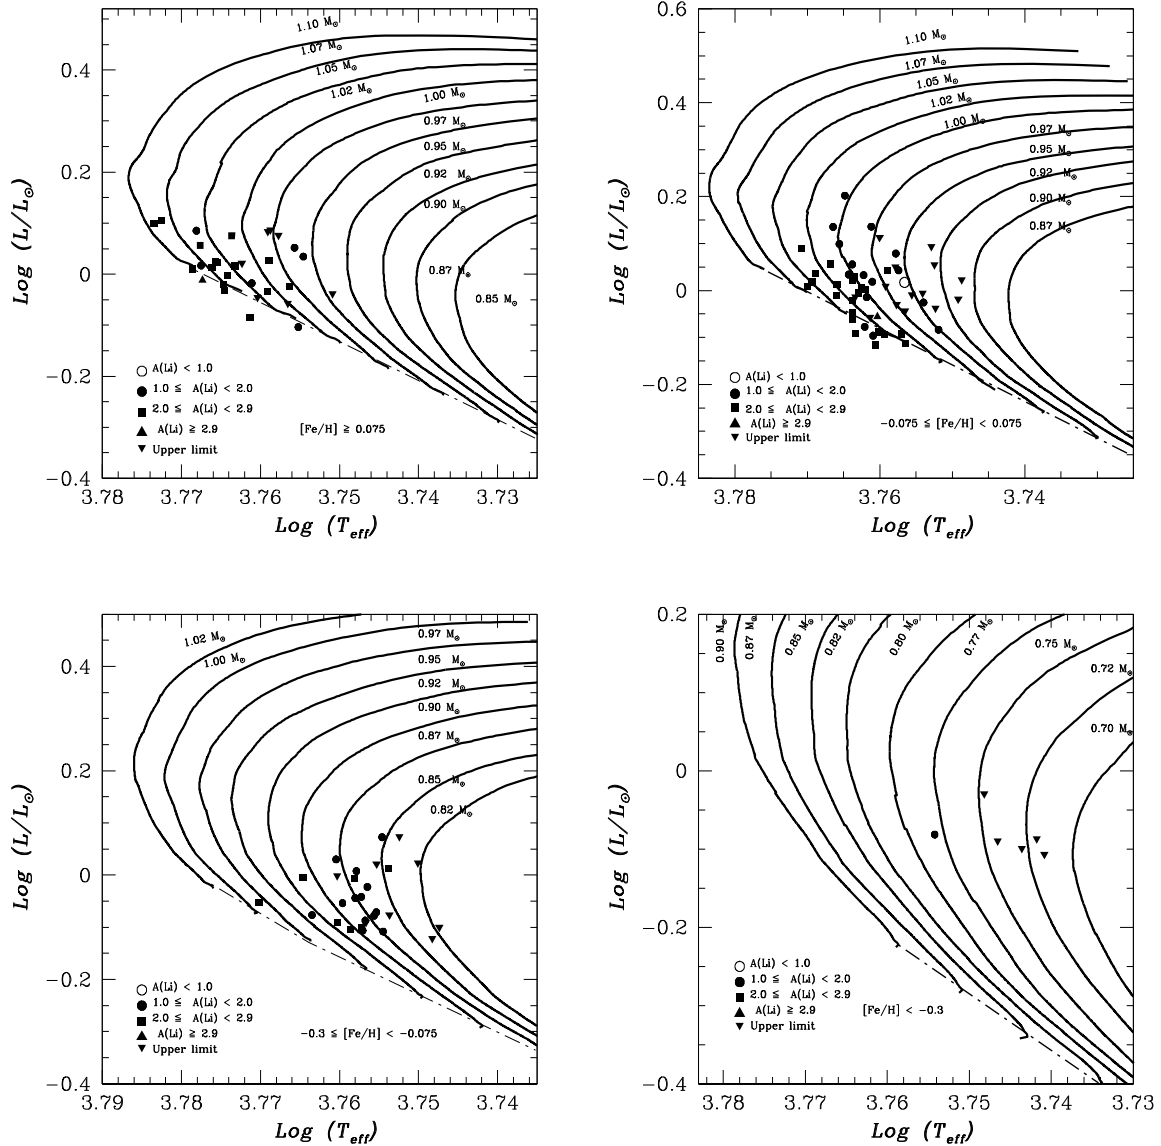 1.10 M⊙
1.07 M⊙
1.05 M⊙
1.02 M⊙
1.00 M⊙
0.97 M⊙
0.95 M⊙
0.92 M⊙
0.90 M⊙
0.87 M⊙
0.85 M⊙
0.4
0.2
0
−0.2
−0.4
Log (L/L⊙)
A(Li) < 1.0
1.0 ≤ A(Li) < 2.0
2.0 ≤ A(Li) < 2.9
A(Li) ≥ 2.9
Upper limit
[Fe/H] ≥ 0.075
3.78 3.77 3.76 3.75 3.74 3.73
Log (Teff)
1.10 M⊙
1.07 M⊙
1.05 M⊙
1.02 M⊙
1.00 M⊙
0.97 M⊙
0.95 M⊙
0.92 M⊙
0.90 M⊙
0.87 M⊙
0.6
0.4
0.2
0
−0.2
−0.4
Log (L/L⊙)
A(Li) < 1.0
1.0 ≤ A(Li) < 2.0
2.0 ≤ A(Li) < 2.9
A(Li) ≥ 2.9
Upper limit
−0.075 ≤ [Fe/H] < 0.075
3.78 3.76 3.74
Log (Teff)
1.02 M⊙
1.00 M⊙
0.97 M⊙
0.95 M⊙
0.92 M⊙
0.90 M⊙
0.87 M⊙
0.85 M⊙
0.82 M⊙
0.4
0.2
0
−0.2
−0.4
Log (L/L⊙)
A(Li) < 1.0
1.0 ≤ A(Li) < 2.0
2.0 ≤ A(Li) < 2.9
A(Li) ≥ 2.9
Upper limit
−0.3 ≤ [Fe/H] < −0.075
3.79 3.78 3.77 3.76 3.75 3.74
Log (Teff)
0.90 M⊙
0.87 M⊙
0.85 M⊙
0.82 M⊙
0.80 M⊙
0.77 M⊙
0.75 M⊙
0.72 M⊙
0.70 M⊙
0.2
0
−0.2
−0.4
Log (L/L⊙)
A(Li) < 1.0
1.0 ≤ A(Li) < 2.0
2.0 ≤ A(Li) < 2.9
A(Li) ≥ 2.9
Upper limit
[Fe/H] < −0.3
3.78 3.77 3.76 3.75 3.74 3.73
Log (Teff)